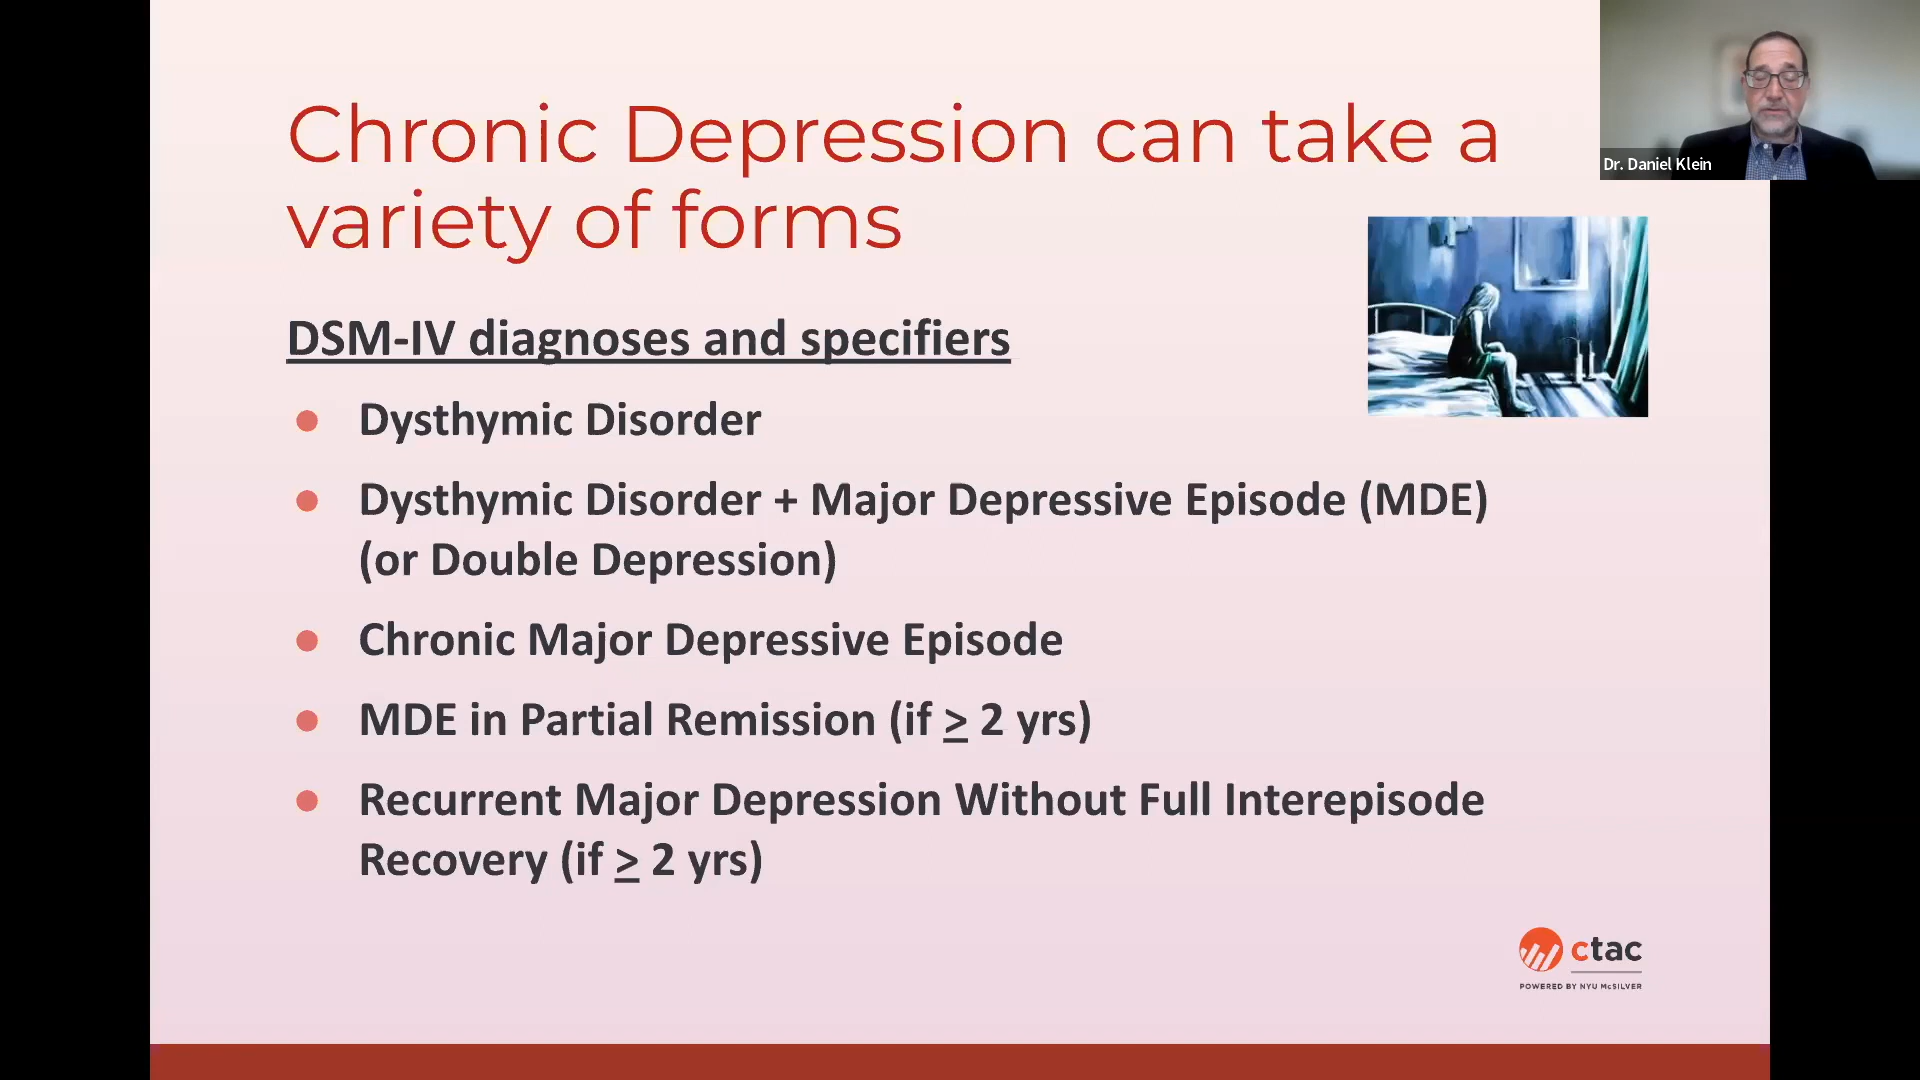 Chronic Depression can take a
variety of forms
Dr. Daniel Klein
DSM-IV diagnoses and specifiers
• Dysthymic Disorder
• Dysthymic Disorder + Major Depressive Episode (MDE)
(or Double Depression)
• Chronic Major Depressive Episode
• MDE in Partial Remission (if ≥ 2 yrs)
• Recurrent Major Depression Without Full Interepisode
Recovery (if ≥ 2 yrs)
ctac
POWERED BY NYU McSILVER